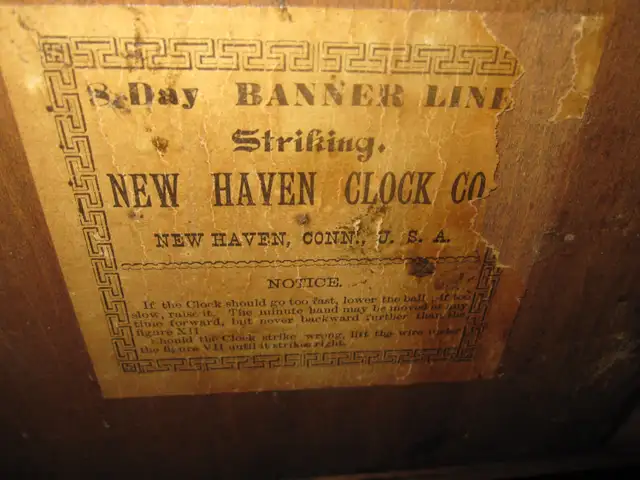 8-Day BANNER LINE
Striking.
NEW HAVEN CLOCK CO
NEW HAVEN, CONN., U. S. A.
NOTICE.
If the Clock should go too fast, lower the ball, if too
slow, raise it. The minute hand may be moved at any
time forward, but never backward further than the
figure XII
Should the Clock strike wrong, lift the wire under
the figure VII until it strikes right.